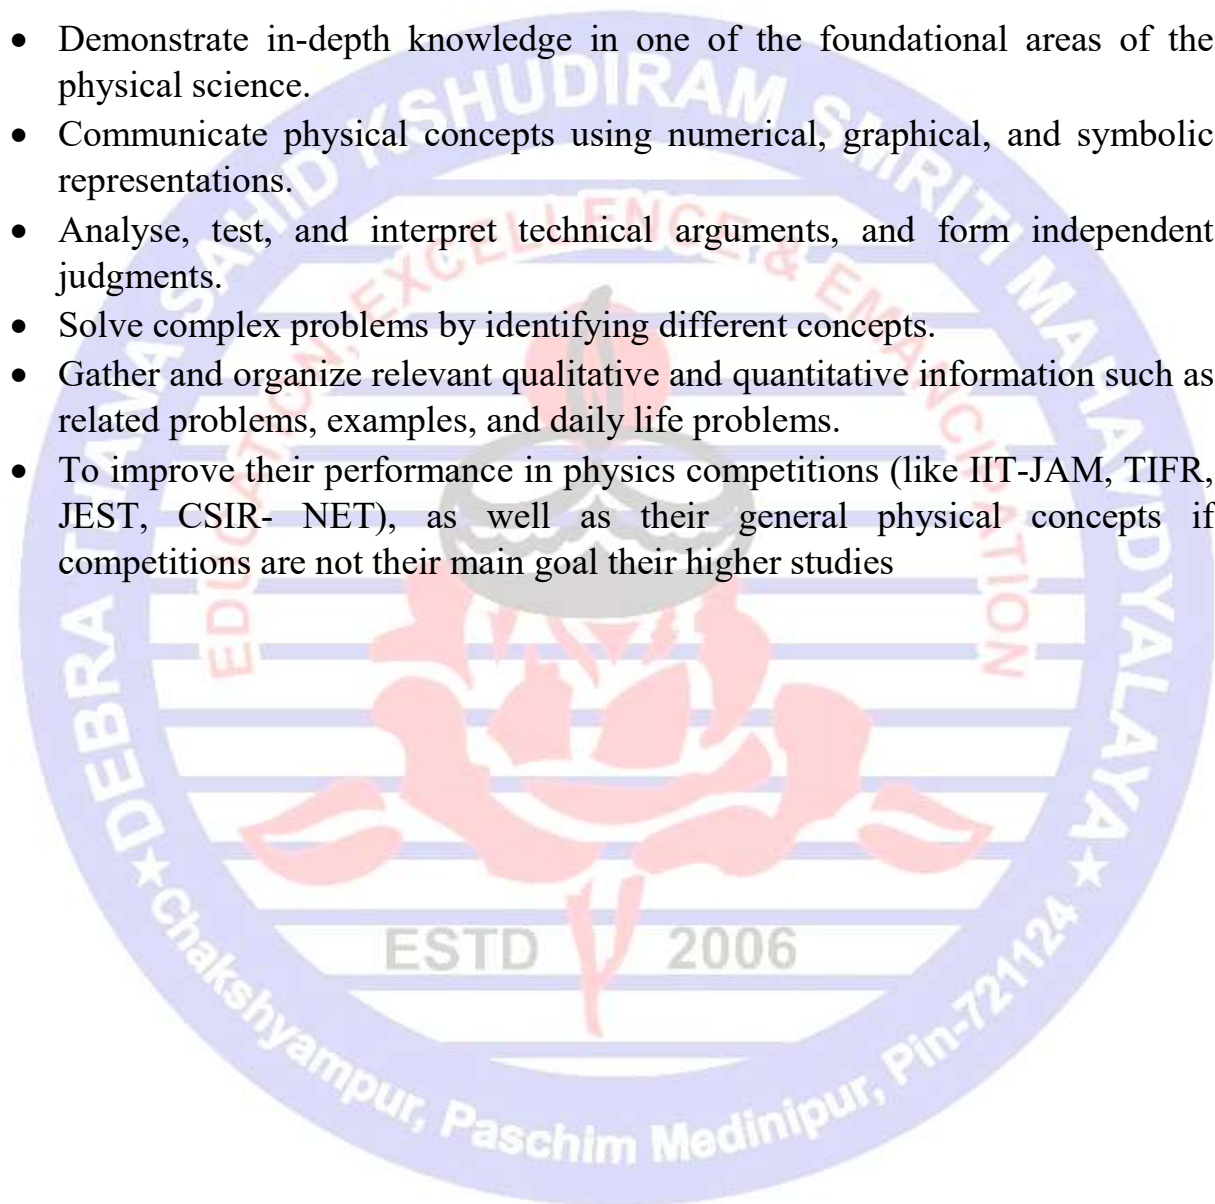 • Demonstrate in-depth knowledge in one of the foundational areas of the
physical science.
• Communicate physical concepts using numerical, graphical, and symbolic
representations.
• Analyse, test, and interpret technical arguments, and form independent
judgments.
• Solve complex problems by identifying different concepts.
• Gather and organize relevant qualitative and quantitative information such as
related problems, examples, and daily life problems.
• To improve their performance in physics competitions (like IIT-JAM, TIFR,
JEST, CSIR- NET), as well as their general physical concepts if
competitions are not their main goal their higher studies
DEBRA THAVA SAHID KSHUDIRAM SMRITI MAHAVIDYALAYA
EDUCATION, EXCELLENCE & EMANCIPATION
ESTD 2006
★Chakshyampur, Paschim Medinipur, Pin-721124 ★